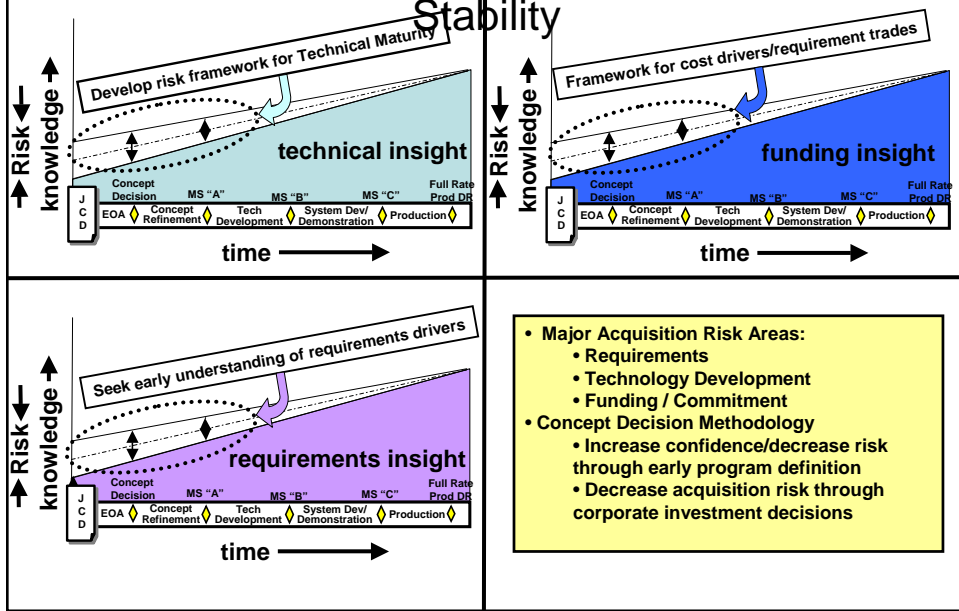 Stability
Develop risk framework for Technical Maturity
Risk
knowledge
technical insight
Concept
Decision
MS “A”
MS “B”
MS “C”
Full Rate
Prod DR
J
C
D
EOA
Concept
Refinement
Tech
Development
System Dev/
Demonstration
Production
time
Framework for cost drivers/requirement trades
Risk
knowledge
funding insight
Concept
Decision
MS “A”
MS “B”
MS “C”
Full Rate
Prod DR
J
C
D
EOA
Concept
Refinement
Tech
Development
System Dev/
Demonstration
Production
time
Seek early understanding of requirements drivers
Risk
knowledge
requirements insight
Concept
Decision
MS “A”
MS “B”
MS “C”
Full Rate
Prod DR
J
C
D
EOA
Concept
Refinement
Tech
Development
System Dev/
Demonstration
Production
time
• Major Acquisition Risk Areas:
• Requirements
• Technology Development
• Funding / Commitment
• Concept Decision Methodology
• Increase confidence/decrease risk
through early program definition
• Decrease acquisition risk through
corporate investment decisions